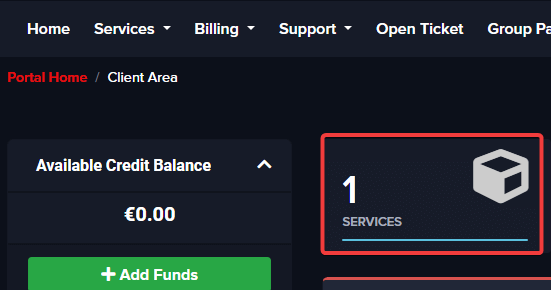 Home Services Billing Support Open Ticket Group Pa
Portal Home / Client Area
Available Credit Balance
€0.00
Add Funds
1
SERVICES